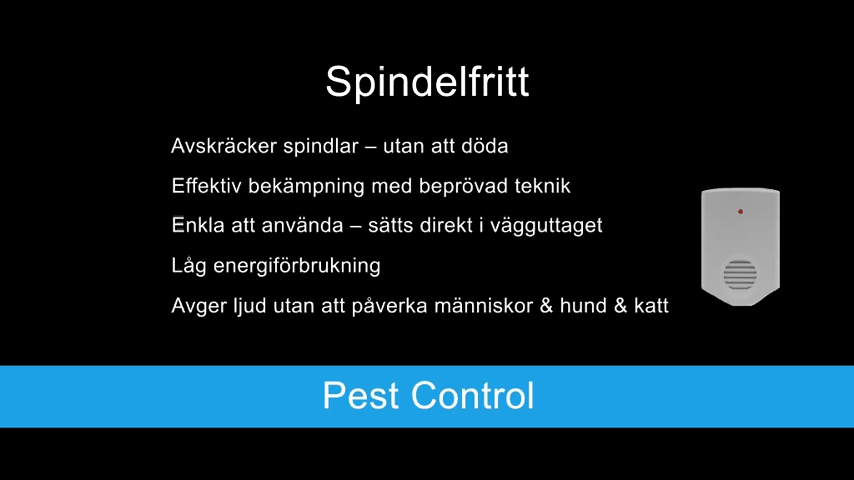 Spindelfritt
Avskräcker spindlar – utan att döda
Effektiv bekämpning med beprövad teknik
Enkla att använda – sätts direkt i vägguttaget
Låg energiförbrukning
Avger ljud utan att påverka människor & hund & katt
Pest Control